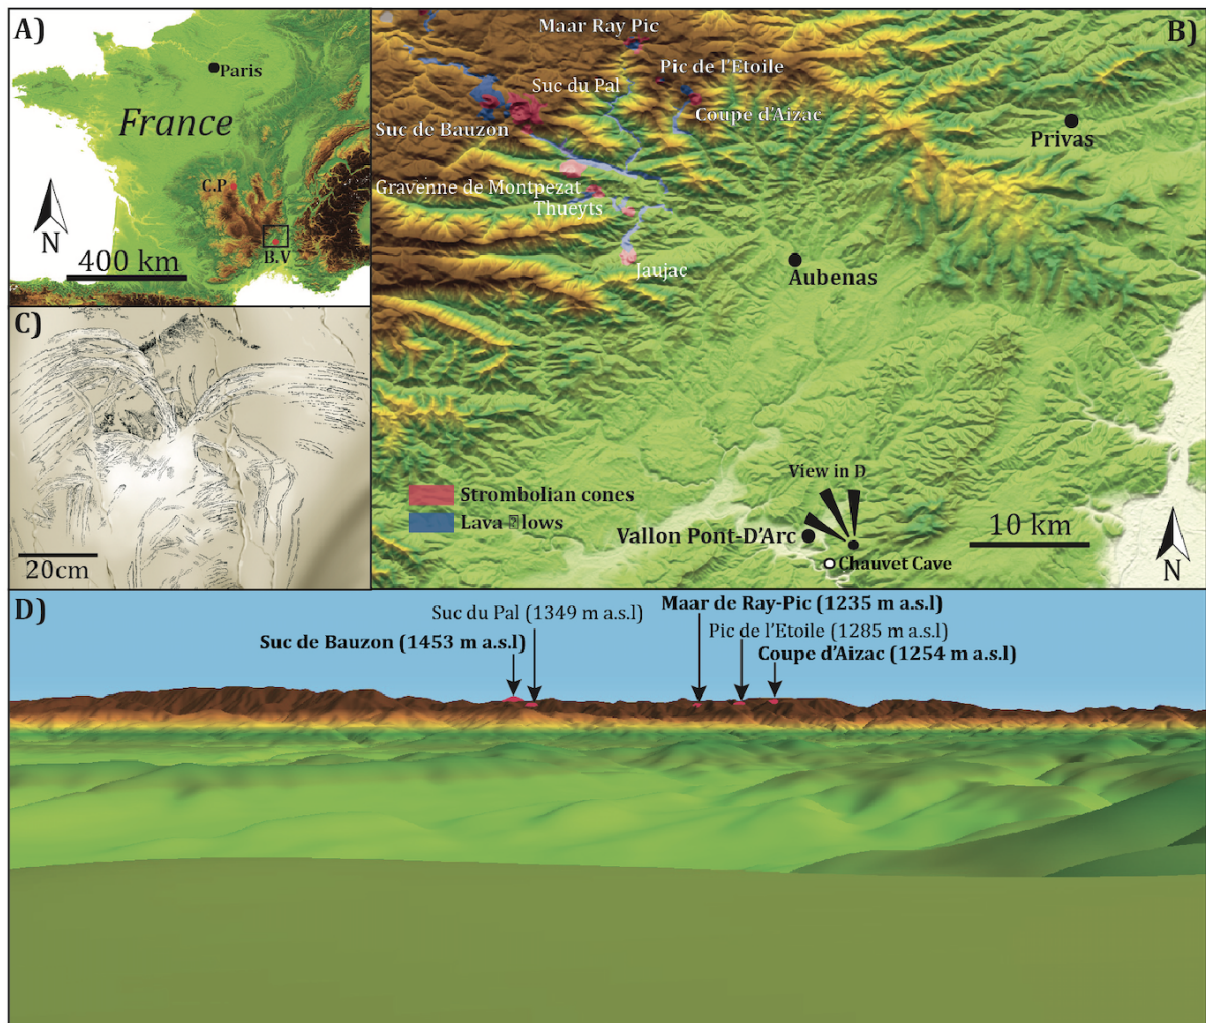 A)
Paris
France
C.P
N
B.V
400 km
B)
Maar Ray Pic
Pic de l'Etoile
Suc du Pal
Coupe d'Aizac
Suc de Bauzon
Privas
Gravenne de Montpezat
Thueyts
Jaujac
Aubenas
View in D
Strombolian cones
Lava lows
Vallon Pont-D'Arc
Chauvet Cave
10 km
N
C)
20cm
D)
Maar de Ray-Pic (1235 m a.s.l)
Suc du Pal (1349 m a.s.l)
Pic de l'Etoile (1285 m a.s.l)
Suc de Bauzon (1453 m a.s.l)
Coupe d'Aizac (1254 m a.s.l)